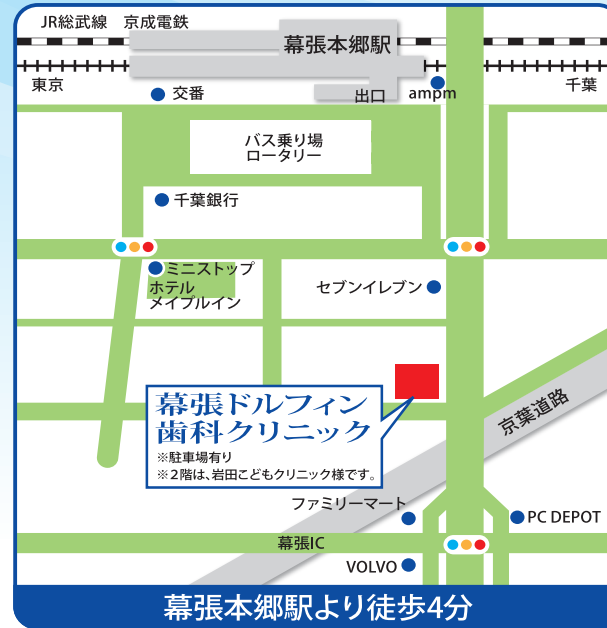 JR総武線 京成電鉄
幕張本郷駅
東京
千葉
交番
出口
ampm
バス乗り場
ロータリー
千葉銀行
ミニストップ
ホテル
メイプルイン
セブンイレブン
幕張ドルフィン
歯科クリニック
※駐車場有り
※2階は、岩田こどもクリニック様です。
京葉道路
ファミリーマート
PC DEPOT
幕張IC
VOLVO
幕張本郷駅より徒歩4分